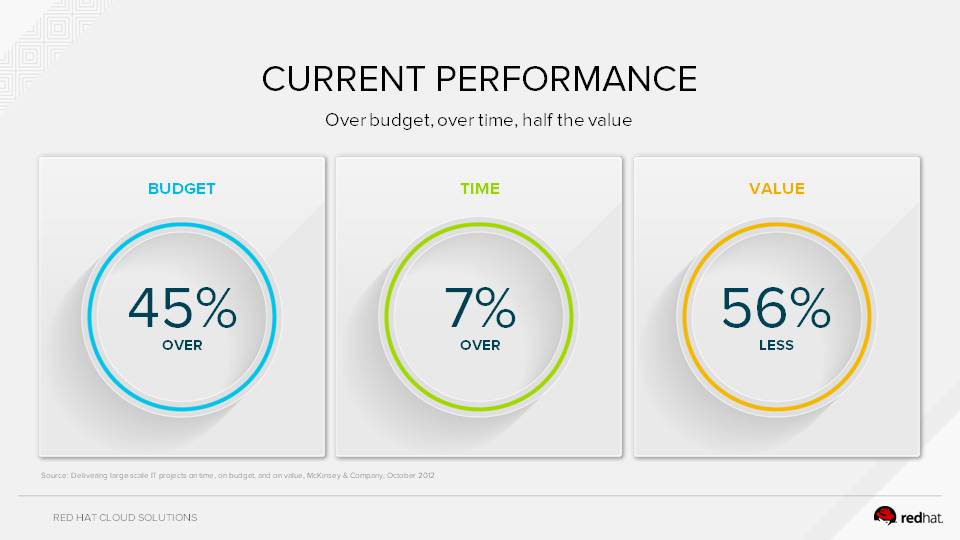 CURRENT PERFORMANCE
Over budget, over time, half the value
BUDGET
45%
OVER
TIME
7%
OVER
VALUE
56%
LESS
Source: Delivering large-scale IT projects on time, on budget, and on value, McKinsey & Company, October 2012
RED HAT CLOUD SOLUTIONS
redhat.